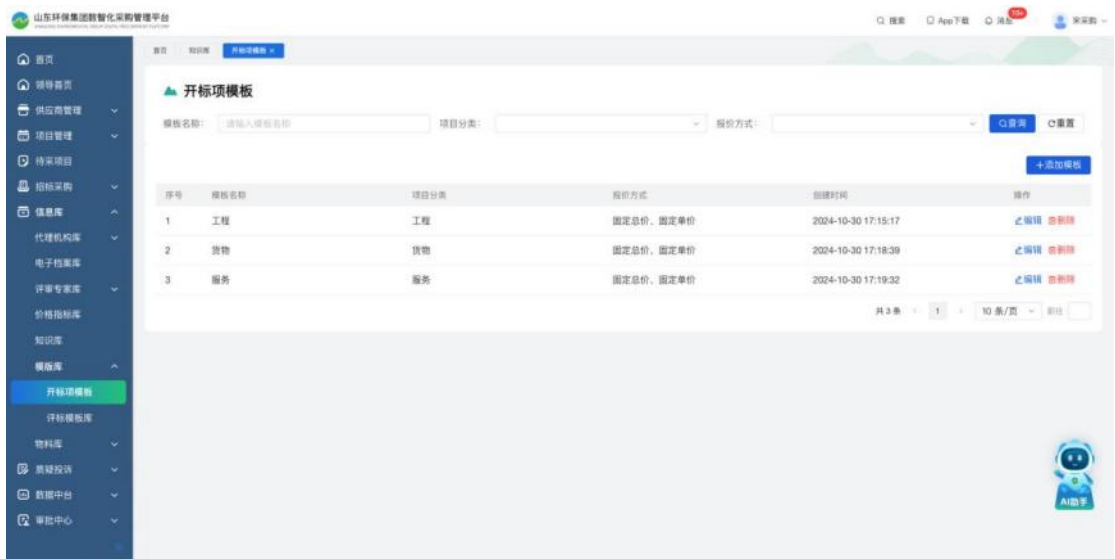 山东环保集团数智化采购管理平台
搜索 App下载 消息 10+ 宋采购
首页 知识库 开标项模板 ×
首页
领导首页
供应商管理
项目管理
待采项目
招标采购
信息库
代理机构库
电子档案库
评审专家库
价格指标库
知识库
模版库
开标项模板
评标模板库
物料库
质疑投诉
数据中台
审批中心
开标项模板
模板名称： 请输入模板名称 项目分类： 报价方式： 查询 重置
+添加模板
序号 模板名称 项目分类 报价方式 创建时间 操作
1 工程 工程 固定总价、固定单价 2024-10-30 17:15:17 编辑 删除
2 货物 货物 固定总价、固定单价 2024-10-30 17:18:39 编辑 删除
3 服务 服务 固定总价、固定单价 2024-10-30 17:19:32 编辑 删除
共 3 条 1 10 条/页 前往
AI助手